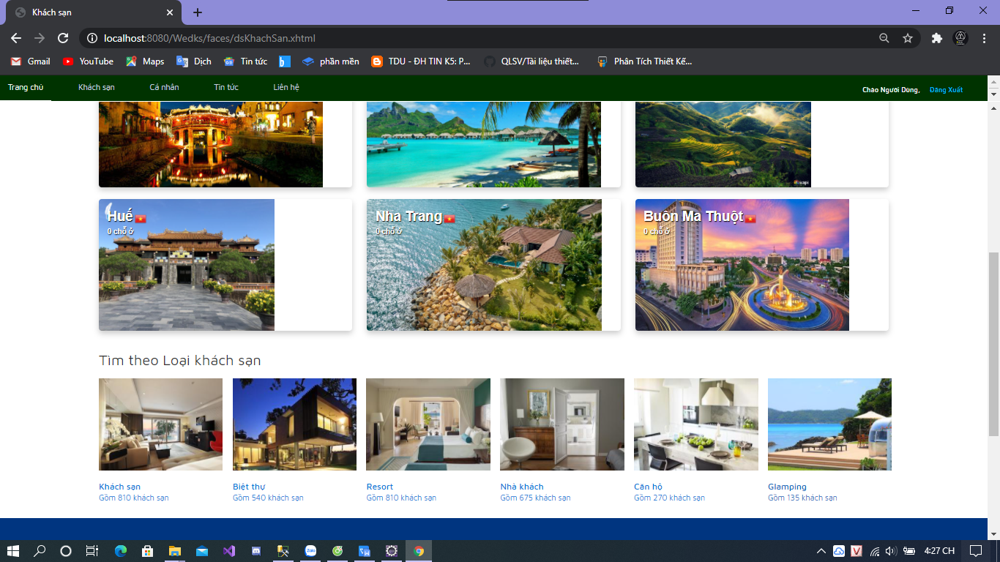 Khách sạn
localhost:8080/Wedks/faces/dsKhachSan.xhtml
Gmail YouTube Maps Dịch Tin tức phần mền TDU - ĐH TIN K5: P... QLSV/Tài liệu thiết... Phân Tích Thiết Kế...
Trang chủ Khách sạn Cá nhân Tin tức Liên hệ Chào Người Dùng, Đăng Xuất
Huế Nha Trang Buôn Ma Thuột
0 chỗ ở 0 chỗ ở 0 chỗ ở
Tìm theo Loại khách sạn
Khách sạn Biệt thự Resort Nhà khách Căn hộ Glamping
Gồm 810 khách sạn Gồm 540 khách sạn Gồm 810 khách sạn Gồm 675 khách sạn Gồm 270 khách sạn Gồm 135 khách sạn
Zalo V 4:27 CH